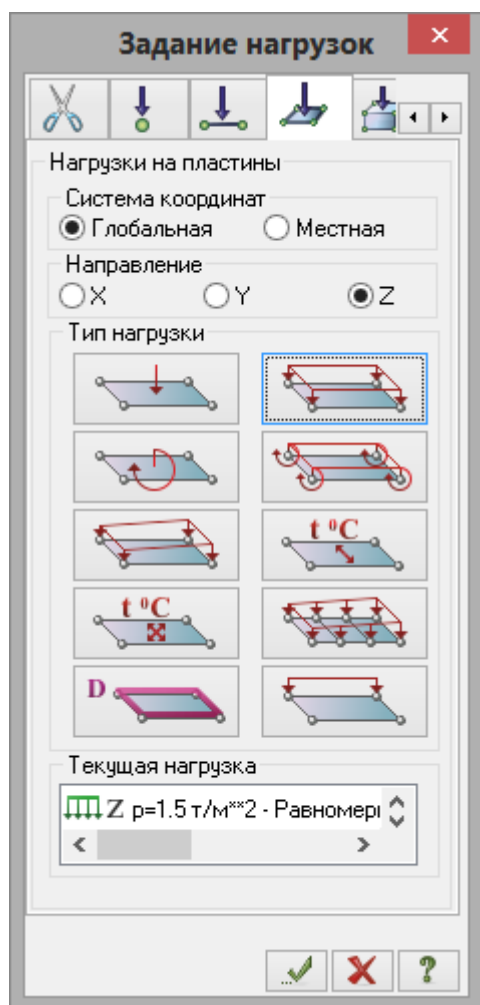 Задание нагрузок
Нагрузки на пластины
Система координат
Глобальная Местная
Направление
X Y Z
Тип нагрузки
t ⁰C
t ⁰C
D
Текущая нагрузка
Z p=1.5 т/м**2 - Равномерн